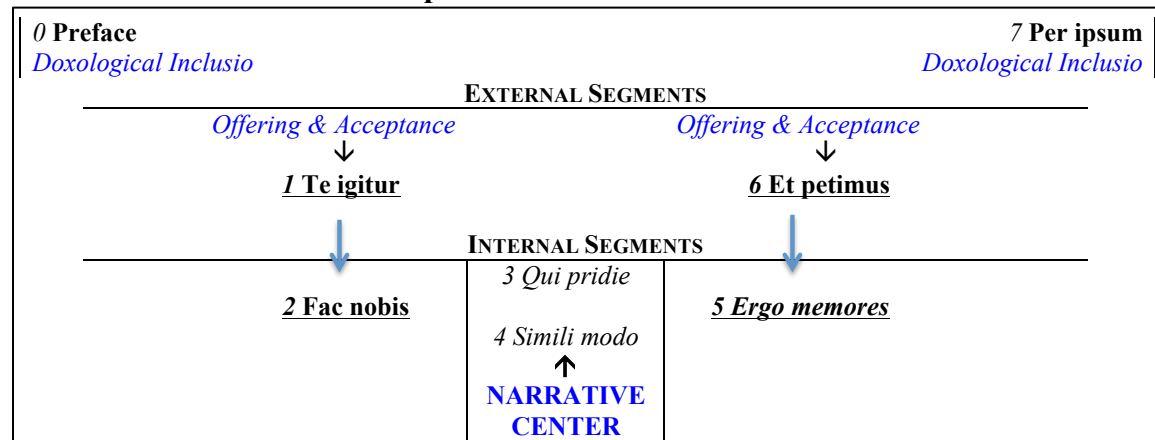 0 Preface
7 Per ipsum
Doxological Inclusio
Doxological Inclusio
EXTERNAL SEGMENTS
Offering & Acceptance
Offering & Acceptance
↓
↓
1 Te igitur
6 Et petimus
INTERNAL SEGMENTS
3 Qui pridie
2 Fac nobis
5 Ergo memores
4 Simili modo
↑
NARRATIVE
CENTER